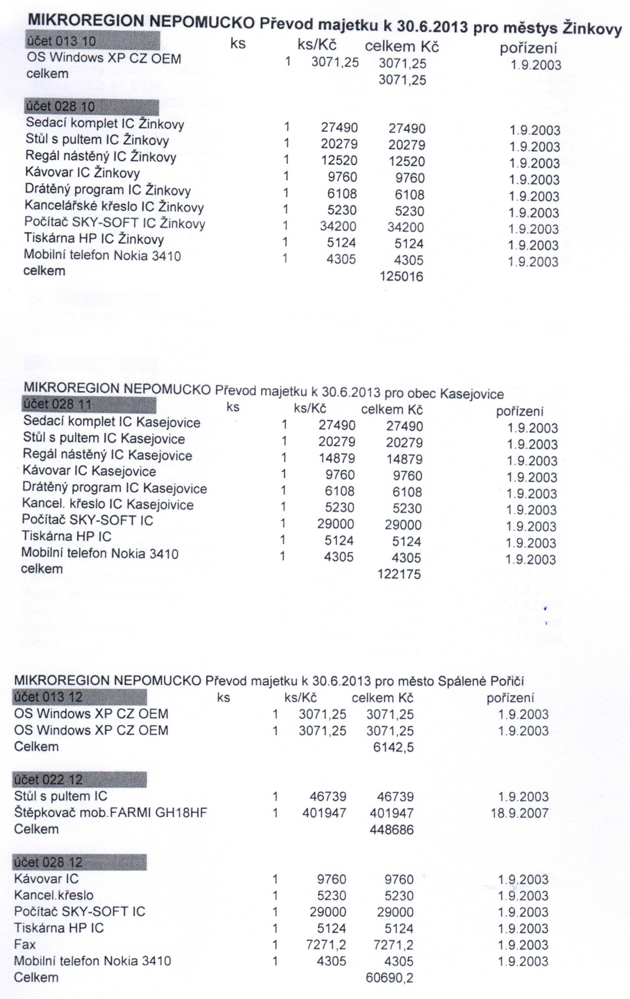 MIKROREGION NEPOMUCKO Převod majetku k 30.6.2013 pro městys Žinkovy
účet 013 10 ks ks/Kč celkem Kč pořízení
OS Windows XP CZ OEM 1 3071,25 3071,25 1.9.2003
celkem 3071,25
účet 028 10
Sedací komplet IC Žinkovy 1 27490 27490 1.9.2003
Stůl s pultem IC Žinkovy 1 20279 20279 1.9.2003
Regál nástěný IC Žinkovy 1 12520 12520 1.9.2003
Kávovar IC Žinkovy 1 9760 9760 1.9.2003
Drátěný program IC Žinkovy 1 6108 6108 1.9.2003
Kancelářské křeslo IC Žinkovy 1 5230 5230 1.9.2003
Počítač SKY-SOFT IC Žinkovy 1 34200 34200 1.9.2003
Tiskárna HP IC Žinkovy 1 5124 5124 1.9.2003
Mobilní telefon Nokia 3410 1 4305 4305 1.9.2003
celkem 125016
MIKROREGION NEPOMUCKO Převod majetku k 30.6.2013 pro obec Kasejovice
účet 028 11 ks ks/Kč celkem Kč pořízení
Sedací komplet IC Kasejovice 1 27490 27490 1.9.2003
Stůl s pultem IC Kasejovice 1 20279 20279 1.9.2003
Regál nástěný IC Kasejovice 1 14879 14879 1.9.2003
Kávovar IC Kasejovice 1 9760 9760 1.9.2003
Drátěný program IC Kasejovice 1 6108 6108 1.9.2003
Kancel. křeslo IC Kasejoivice 1 5230 5230 1.9.2003
Počítač SKY-SOFT IC 1 29000 29000 1.9.2003
Tiskárna HP IC 1 5124 5124 1.9.2003
Mobilní telefon Nokia 3410 1 4305 4305 1.9.2003
celkem 122175
MIKROREGION NEPOMUCKO Převod majetku k 30.6.2013 pro město Spálené Pořičí
účet 013 12 ks ks/Kč celkem Kč pořízení
OS Windows XP CZ OEM 1 3071,25 3071,25 1.9.2003
OS Windows XP CZ OEM 1 3071,25 3071,25 1.9.2003
Celkem 6142,5
účet 022 12
Stůl s pultem IC 1 46739 46739 1.9.2003
Štěpkovač mob.FARMI GH18HF 1 401947 401947 18.9.2007
Celkem 448686
účet 028 12
Kávovar IC 1 9760 9760 1.9.2003
Kancel.křeslo 1 5230 5230 1.9.2003
Počítač SKY-SOFT IC 1 29000 29000 1.9.2003
Tiskárna HP IC 1 5124 5124 1.9.2003
Fax 1 7271,2 7271,2 1.9.2003
Mobilní telefon Nokia 3410 1 4305 4305 1.9.2003
Celkem 60690,2